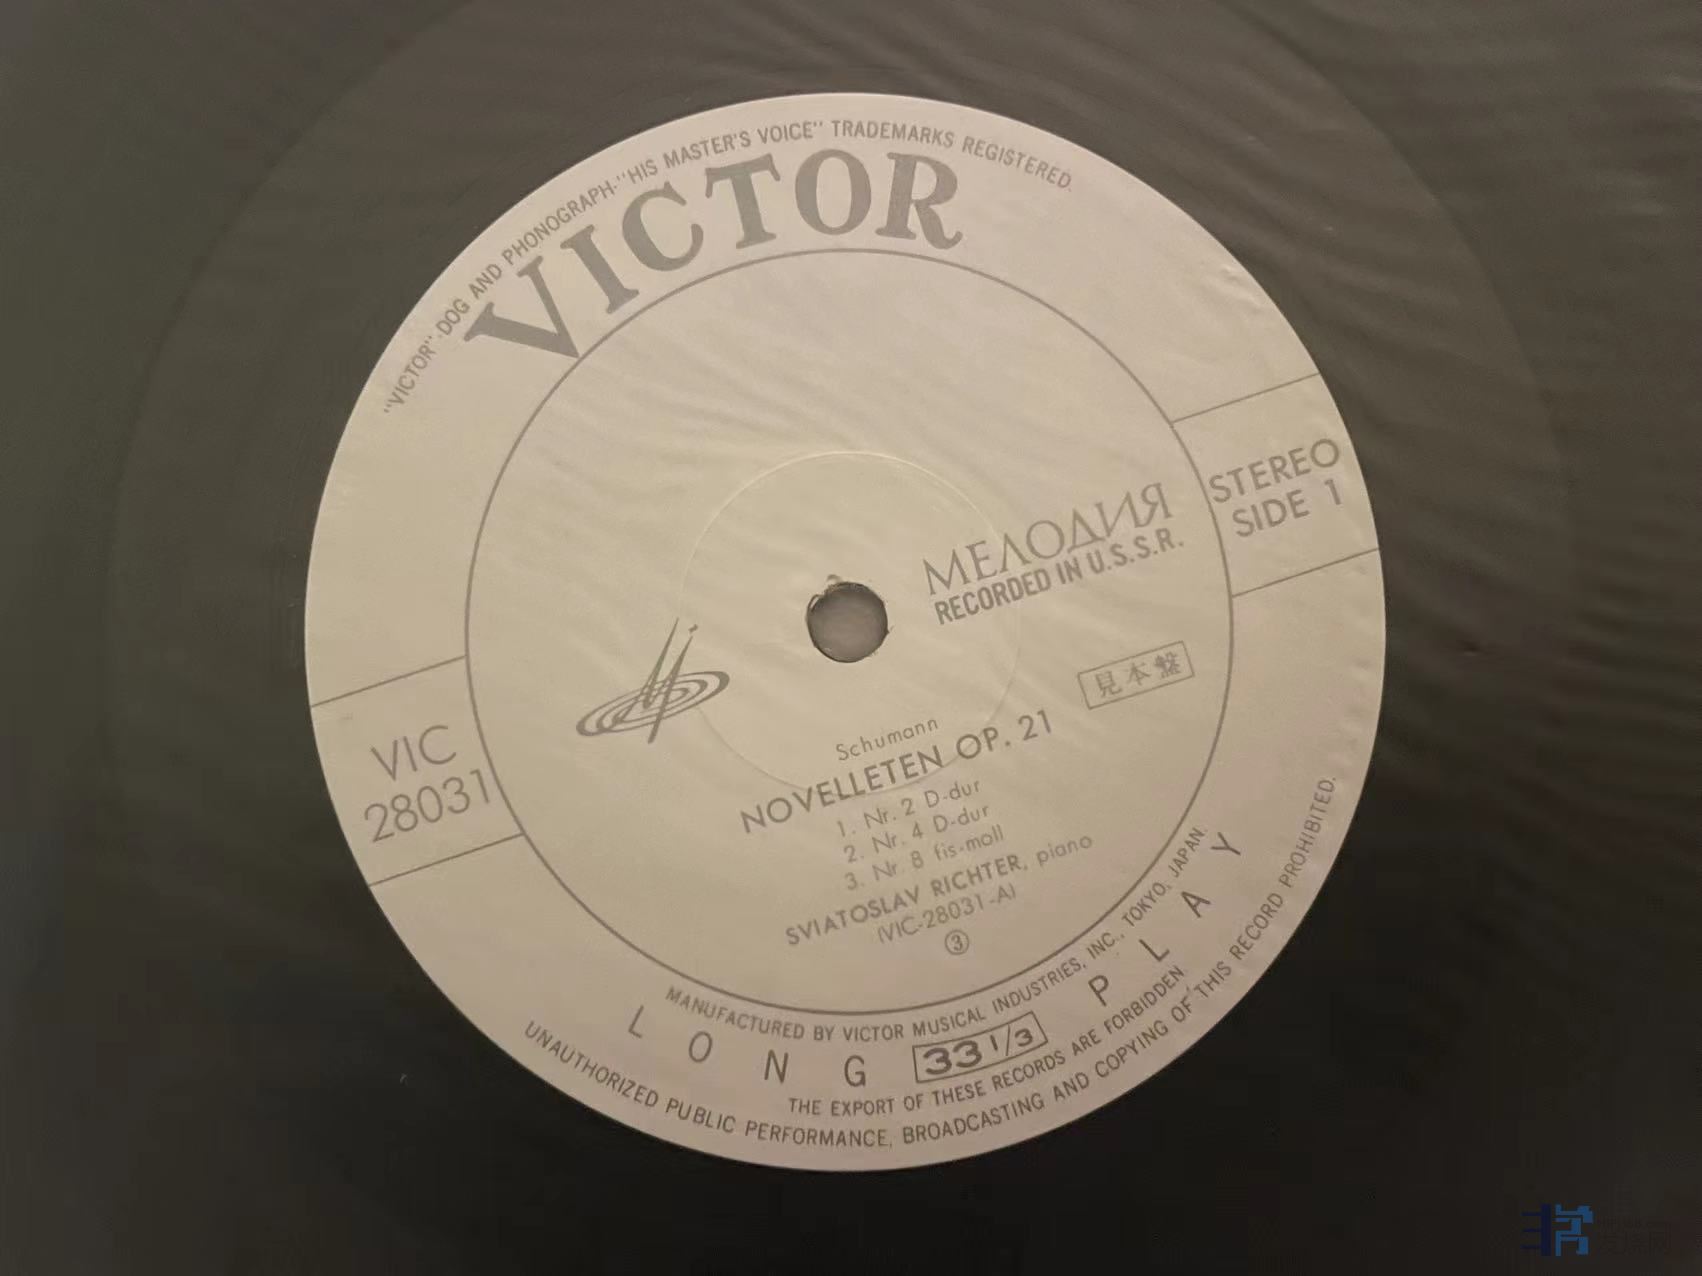 "VICTOR"·DOG AND PHONOGRAPH·"HIS MASTER'S VOICE" TRADEMARKS REGISTERED.
VICTOR
STEREO
SIDE 1
МЕЛОДИЯ
RECORDED IN U.S.S.R.
見本盤
VIC
28031
Schumann
NOVELLETEN OP. 21
1. Nr. 2 D-dur
2. Nr. 4 D-dur
3. Nr. 8 fis-moll
SVIATOSLAV RICHTER, piano
(VIC-28031-A)
③
MANUFACTURED BY VICTOR MUSICAL INDUSTRIES, INC., TOKYO, JAPAN.
LONG 33 1/3 PLAY
THE EXPORT OF THESE RECORDS ARE FORBIDDEN
UNAUTHORIZED PUBLIC PERFORMANCE, BROADCASTING AND COPYING OF THIS RECORD PROHIBITED.
发烧网